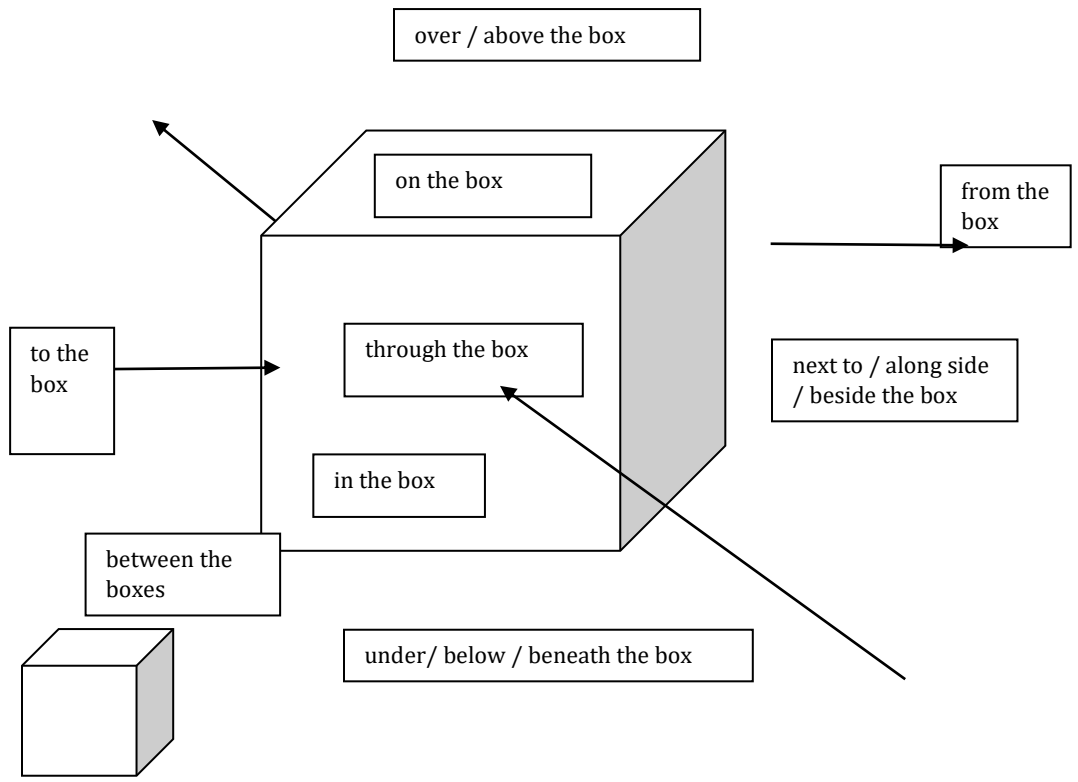 over / above the box
on the box
from the
box
to the
box
through the box
next to / along side
/ beside the box
in the box
between the
boxes
under/ below / beneath the box